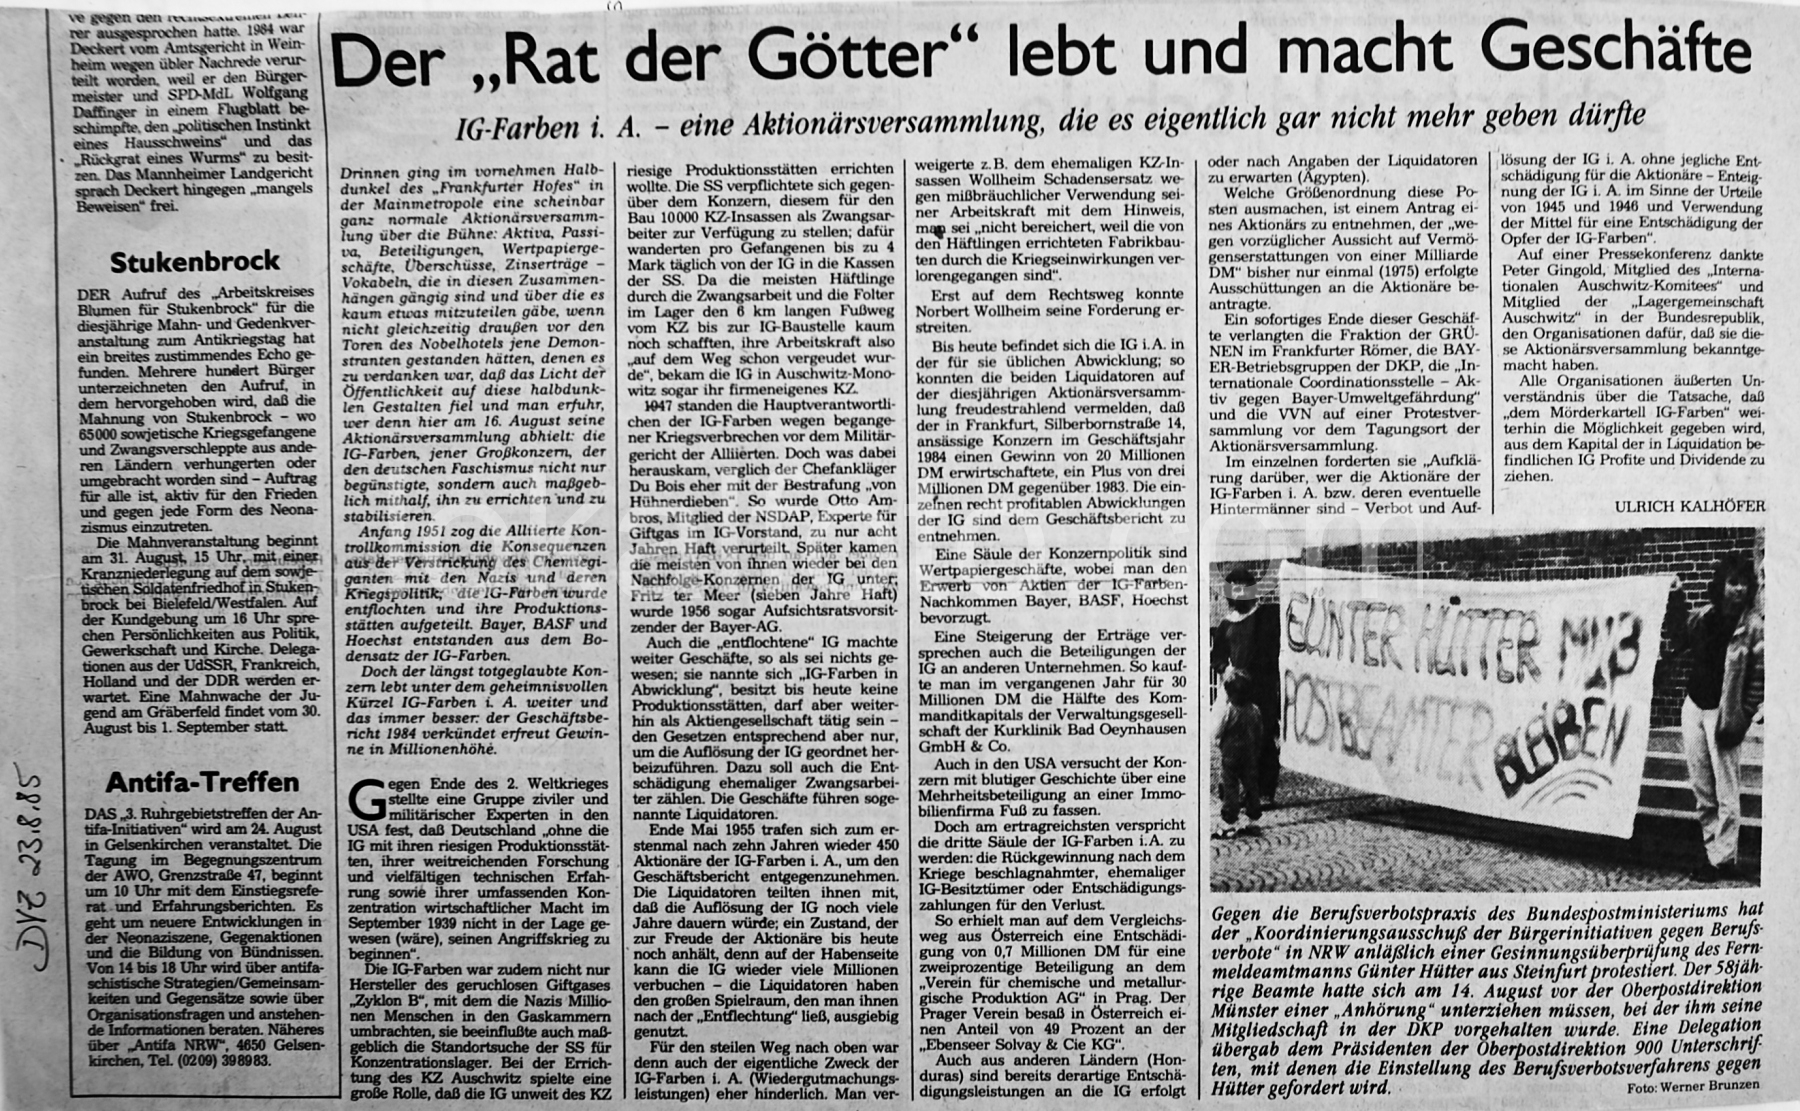 ve gegen den rechtsextremen Leh-
rer ausgesprochen hatte. 1984 war
Deckert vom Amtsgericht in Wein-
heim wegen übler Nachrede verur-
teilt worden, weil er den Bürger-
meister und SPD-MdL Wolfgang
Daffinger in einem Flugblatt be-
schimpfte, den „politischen Instinkt
eines Hausschweins“ und das
„Rückgrat eines Wurms“ zu besit-
zen. Das Mannheimer Landgericht
sprach Deckert hingegen „mangels
Beweisen“ frei.
Stukenbrock
DER Aufruf des „Arbeitskreises
Blumen für Stukenbrock“ für die
diesjährige Mahn- und Gedenkver-
anstaltung zum Antikriegstag hat
ein breites zustimmendes Echo ge-
funden. Mehrere hundert Bürger
unterzeichneten den Aufruf, in
dem hervorgehoben wird, daß die
Mahnung von Stukenbrock – wo
65000 sowjetische Kriegsgefangene
und Zwangsverschleppte aus ande-
ren Ländern verhungerten oder
umgebracht worden sind – Auftrag
für alle ist, aktiv für den Frieden
und gegen jede Form des Neona-
zismus einzutreten.
Die Mahnveranstaltung beginnt
am 31. August, 15 Uhr, mit einer
Kranzniederlegung auf dem sowje-
tischen Soldatenfriedhof in Stuken-
brock bei Bielefeld/Westfalen. Auf
der Kundgebung um 16 Uhr spre-
chen Persönlichkeiten aus Politik,
Gewerkschaft und Kirche. Delega-
tionen aus der UdSSR, Frankreich,
Holland und der DDR werden er-
wartet. Eine Mahnwache der Ju-
gend am Gräberfeld findet vom 30.
August bis 1. September statt.
Antifa-Treffen
DAS „3. Ruhrgebietstreffen der An-
tifa-Initiativen“ wird am 24. August
in Gelsenkirchen veranstaltet. Die
Tagung im Begegnungszentrum
der AWO, Grenzstraße 47, beginnt
um 10 Uhr mit dem Einstiegsrefe-
rat und Erfahrungsberichten. Es
geht um neuere Entwicklungen in
der Neonaziszene, Gegenaktionen
und die Bildung von Bündnissen.
Von 14 bis 18 Uhr wird über antifa-
schistische Strategien/Gemeinsam-
keiten und Gegensätze sowie über
Organisationsfragen und anstehen-
de Informationen beraten. Näheres
über „Antifa NRW“, 4650 Gelsen-
kirchen, Tel. (0209) 398983.
DVZ 23.8.85
Der „Rat der Götter“ lebt und macht Geschäfte
IG-Farben i. A. – eine Aktionärsversammlung, die es eigentlich gar nicht mehr geben dürfte
Drinnen ging im vornehmen Halb-
dunkel des „Frankfurter Hofes“ in
der Mainmetropole eine scheinbar
ganz normale Aktionärsversamm-
lung über die Bühne: Aktiva, Passi-
va, Beteiligungen, Wertpapierge-
schäfte, Überschüsse, Zinserträge –
Vokabeln, die in diesen Zusammen-
hängen gängig sind und über die es
kaum etwas mitzuteilen gäbe, wenn
nicht gleichzeitig draußen vor den
Toren des Nobelhotels jene Demon-
stranten gestanden hätten, denen es
zu verdanken war, daß das Licht der
Öffentlichkeit auf diese halbdunk-
len Gestalten fiel und man erfuhr,
wer denn hier am 16. August seine
Aktionärsversammlung abhielt: die
IG-Farben, jener Großkonzern, der
den deutschen Faschismus nicht nur
begünstigte, sondern auch maßgeb-
lich mithalf, ihn zu errichten und zu
stabilisieren.
Anfang 1951 zog die Alliierte Kon-
trollkommission die Konsequenzen
aus der Verstrickung des Chemiegi-
ganten mit den Nazis und deren
Kriegspolitik; die IG-Farben wurde
entflochten und ihre Produktions-
stätten aufgeteilt. Bayer, BASF und
Hoechst entstanden aus dem Bo-
densatz der IG-Farben.
Doch der längst totgeglaubte Kon-
zern lebt unter dem geheimnisvollen
Kürzel IG-Farben i. A. weiter und
das immer besser: der Geschäftsbe-
richt 1984 verkündet erfreut Gewin-
ne in Millionenhöhe.
Gegen Ende des 2. Weltkrieges
stellte eine Gruppe ziviler und
militärischer Experten in den
USA fest, daß Deutschland „ohne die
IG mit ihren riesigen Produktionsstät-
ten, ihrer weitreichenden Forschung
und vielfältigen technischen Erfah-
rung sowie ihrer umfassenden Kon-
zentration wirtschaftlicher Macht im
September 1939 nicht in der Lage ge-
wesen (wäre), seinen Angriffskrieg zu
beginnen“.
Die IG-Farben war zudem nicht nur
Hersteller des geruchlosen Giftgases
„Zyklon B“, mit dem die Nazis Millio-
nen Menschen in den Gaskammern
umbrachten, sie beeinflußte auch maß-
geblich die Standortsuche der SS für
Konzentrationslager. Bei der Errich-
tung des KZ Auschwitz spielte eine
große Rolle, daß die IG unweit des KZ
riesige Produktionsstätten errichten
wollte. Die SS verpflichtete sich gegen-
über dem Konzern, diesem für den
Bau 10000 KZ-Insassen als Zwangsar-
beiter zur Verfügung zu stellen; dafür
wanderten pro Gefangenen bis zu 4
Mark täglich von der IG in die Kassen
der SS. Da die meisten Häftlinge
durch die Zwangsarbeit und die Folter
im Lager den 6 km langen Fußweg
vom KZ bis zur IG-Baustelle kaum
noch schafften, ihre Arbeitskraft also
„auf dem Weg schon vergeudet wur-
de“, bekam die IG in Auschwitz-Mono-
witz sogar ihr firmeneigenes KZ.
1947 standen die Hauptverantwortli-
chen der IG-Farben wegen begange-
ner Kriegsverbrechen vor dem Militär-
gericht der Alliierten. Doch was dabei
herauskam, verglich der Chefankläger
Du Bois eher mit der Bestrafung „von
Hühnerdieben“. So wurde Otto Am-
bros, Mitglied der NSDAP, Experte für
Giftgas im IG-Vorstand, zu nur acht
Jahren Haft verurteilt. Später kamen
die meisten von ihnen wieder bei den
Nachfolge-Konzernen der IG unter;
Fritz ter Meer (sieben Jahre Haft)
wurde 1956 sogar Aufsichtsratsvorsit-
zender der Bayer-AG.
Auch die „entflochtene“ IG machte
weiter Geschäfte, so als sei nichts ge-
wesen; sie nannte sich „IG-Farben in
Abwicklung“, besitzt bis heute keine
Produktionsstätten, darf aber weiter-
hin als Aktiengesellschaft tätig sein –
den Gesetzen entsprechend aber nur,
um die Auflösung der IG geordnet her-
beizuführen. Dazu soll auch die Ent-
schädigung ehemaliger Zwangsarbei-
ter zählen. Die Geschäfte führen soge-
nannte Liquidatoren.
Ende Mai 1955 trafen sich zum er-
stenmal nach zehn Jahren wieder 450
Aktionäre der IG-Farben i. A., um den
Geschäftsbericht entgegenzunehmen.
Die Liquidatoren teilten ihnen mit,
daß die Auflösung der IG noch viele
Jahre dauern würde; ein Zustand, der
zur Freude der Aktionäre bis heute
noch anhält, denn auf der Habenseite
kann die IG wieder viele Millionen
verbuchen – die Liquidatoren haben
den großen Spielraum, den man ihnen
nach der „Entflechtung“ ließ, ausgiebig
genutzt.
Für den steilen Weg nach oben war
denn auch der eigentliche Zweck der
IG-Farben i. A. (Wiedergutmachungs-
leistungen) eher hinderlich. Man ver-
weigerte z.B. dem ehemaligen KZ-In-
sassen Wollheim Schadensersatz we-
gen mißbräuchlicher Verwendung sei-
ner Arbeitskraft mit dem Hinweis,
man sei „nicht bereichert, weil die von
den Häftlingen errichteten Fabrikbau-
ten durch die Kriegseinwirkungen ver-
lorengegangen sind“.
Erst auf dem Rechtsweg konnte
Norbert Wollheim seine Forderung er-
streiten.
Bis heute befindet sich die IG i.A. in
der für sie üblichen Abwicklung; so
konnten die beiden Liquidatoren auf
der diesjährigen Aktionärsversamm-
lung freudestrahlend vermelden, daß
der in Frankfurt, Silberbornstraße 14,
ansässige Konzern im Geschäftsjahr
1984 einen Gewinn von 20 Millionen
DM erwirtschaftete, ein Plus von drei
Millionen DM gegenüber 1983. Die ein-
zelnen recht profitablen Abwicklungen
der IG sind dem Geschäftsbericht zu
entnehmen.
Eine Säule der Konzernpolitik sind
Wertpapiergeschäfte, wobei man den
Erwerb von Aktien der IG-Farben-
Nachkommen Bayer, BASF, Hoechst
bevorzugt.
Eine Steigerung der Erträge ver-
sprechen auch die Beteiligungen der
IG an anderen Unternehmen. So kauf-
te man im vergangenen Jahr für 30
Millionen DM die Hälfte des Kom-
manditkapitals der Verwaltungsgesell-
schaft der Kurklinik Bad Oeynhausen
GmbH & Co.
Auch in den USA versucht der Kon-
zern mit blutiger Geschichte über eine
Mehrheitsbeteiligung an einer Immo-
bilienfirma Fuß zu fassen.
Doch am ertragreichsten verspricht
die dritte Säule der IG-Farben i.A. zu
werden: die Rückgewinnung nach dem
Kriege beschlagnahmter, ehemaliger
IG-Besitztümer oder Entschädigungs-
zahlungen für den Verlust.
So erhielt man auf dem Vergleichs-
weg aus Österreich eine Entschädi-
gung von 0,7 Millionen DM für eine
zweiprozentige Beteiligung an dem
„Verein für chemische und metallur-
gische Produktion AG“ in Prag. Der
Prager Verein besaß in Österreich ei-
nen Anteil von 49 Prozent an der
„Ebenseer Solvay & Cie KG“.
Auch aus anderen Ländern (Hon-
duras) sind bereits derartige Entschä-
digungsleistungen an die IG erfolgt
oder nach Angaben der Liquidatoren
zu erwarten (Ägypten).
Welche Größenordnung diese Po-
sten ausmachen, ist einem Antrag ei-
nes Aktionärs zu entnehmen, der „we-
gen vorzüglicher Aussicht auf Vermö-
genserstattungen von einer Milliarde
DM“ bisher nur einmal (1975) erfolgte
Ausschüttungen an die Aktionäre be-
antragte.
Ein sofortiges Ende dieser Geschäf-
te verlangten die Fraktion der GRÜ-
NEN im Frankfurter Römer, die BAY-
ER-Betriebsgruppen der DKP, die „In-
ternationale Coordinationsstelle – Ak-
tiv gegen Bayer-Umweltgefährdung“
und die VVN auf einer Protestver-
sammlung vor dem Tagungsort der
Aktionärsversammlung.
Im einzelnen forderten sie „Aufklä-
rung darüber, wer die Aktionäre der
IG-Farben i. A. bzw. deren eventuelle
Hintermänner sind – Verbot und Auf-
lösung der IG i. A. ohne jegliche Ent-
schädigung für die Aktionäre – Enteig-
nung der IG i. A. im Sinne der Urteile
von 1945 und 1946 und Verwendung
der Mittel für eine Entschädigung der
Opfer der IG-Farben“.
Auf einer Pressekonferenz dankte
Peter Gingold, Mitglied des „Interna-
tionalen Auschwitz-Komitees“ und
Mitglied der „Lagergemeinschaft
Auschwitz“ in der Bundesrepublik,
den Organisationen dafür, daß sie die-
se Aktionärsversammlung bekanntge-
macht haben.
Alle Organisationen äußerten Un-
verständnis über die Tatsache, daß
„dem Mörderkartell IG-Farben“ wei-
terhin die Möglichkeit gegeben wird,
aus dem Kapital der in Liquidation be-
findlichen IG Profite und Dividende zu
ziehen.
ULRICH KALHÖFER
GÜNTER HÜTTER MUß
POSTBEAMTER BLEIBEN
Gegen die Berufsverbotspraxis des Bundespostministeriums hat
der „Koordinierungsausschuß der Bürgerinitiativen gegen Berufs-
verbote“ in NRW anläßlich einer Gesinnungsüberprüfung des Fern-
meldeamtmanns Günter Hütter aus Steinfurt protestiert. Der 58jäh-
rige Beamte hatte sich am 14. August vor der Oberpostdirektion
Münster einer „Anhörung“ unterziehen müssen, bei der ihm seine
Mitgliedschaft in der DKP vorgehalten wurde. Eine Delegation
übergab dem Präsidenten der Oberpostdirektion 900 Unterschrif-
ten, mit denen die Einstellung des Berufsverbotsverfahrens gegen
Hütter gefordert wird.
Foto: Werner Brunzen